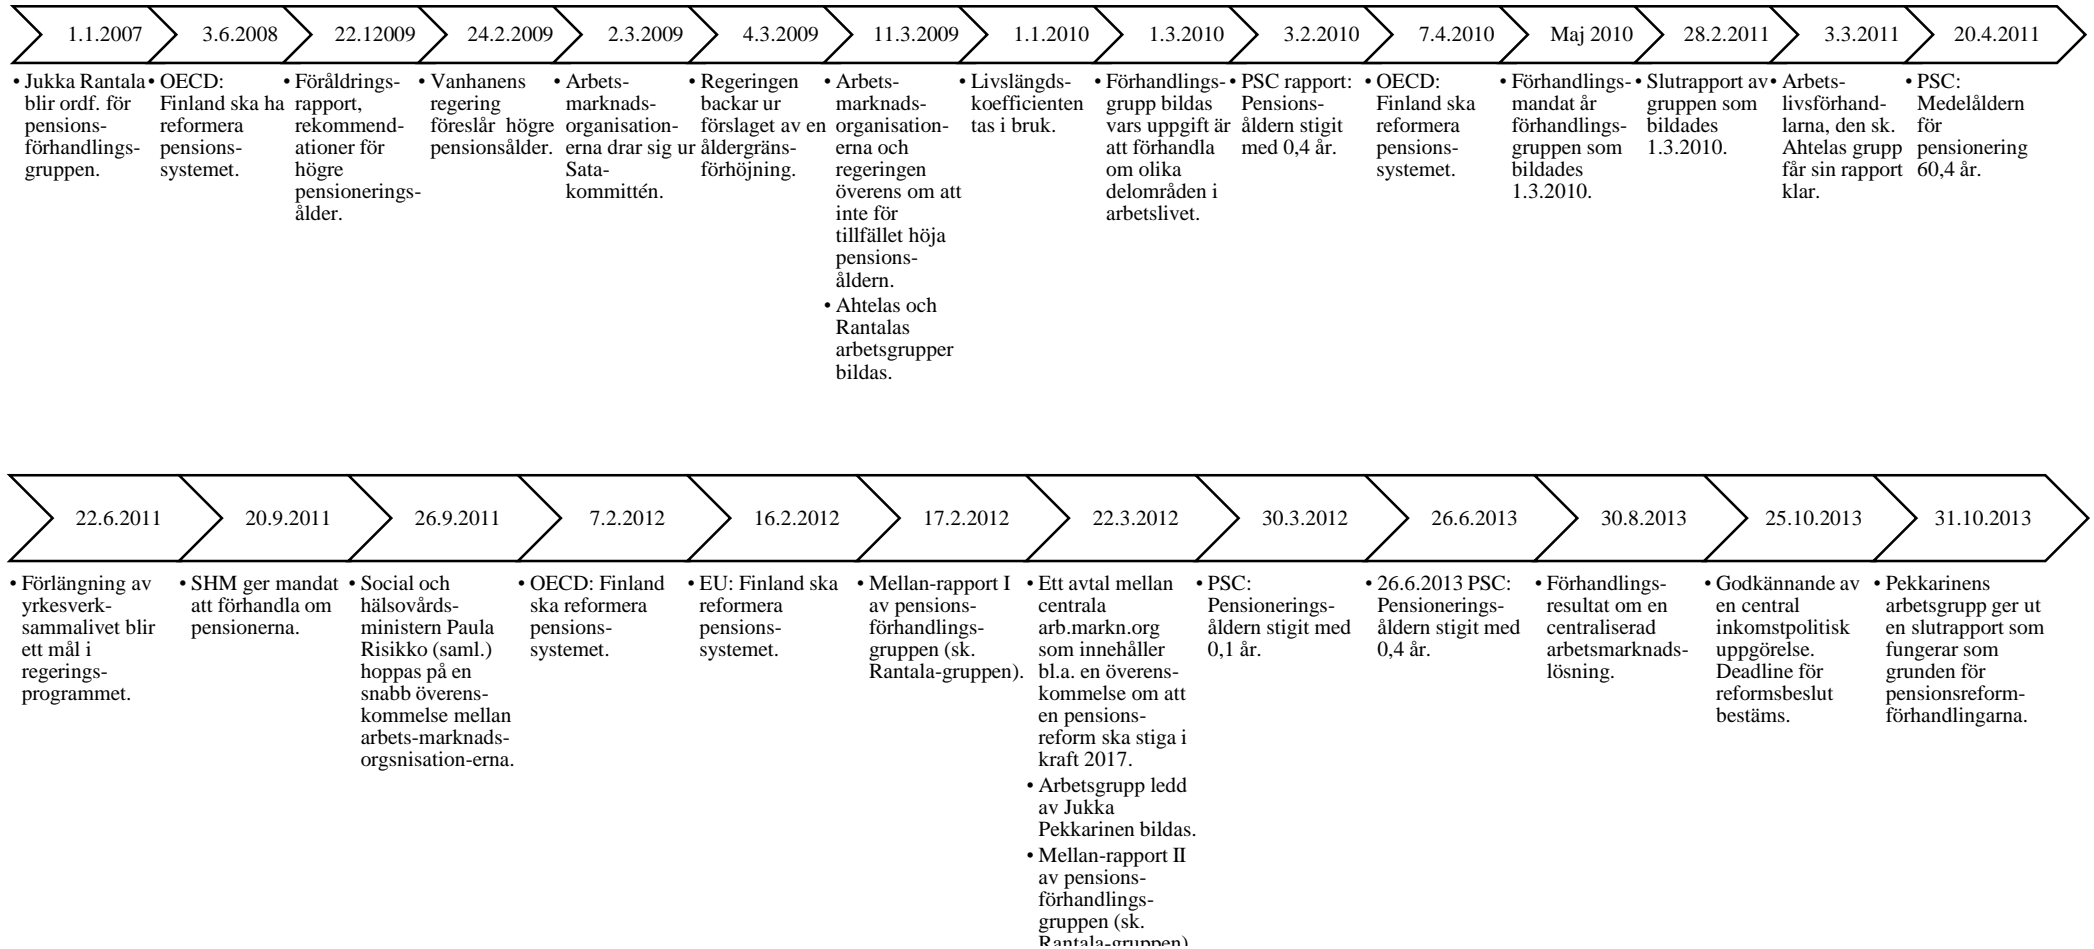 1.1.2007
3.6.2008
22.12009
24.2.2009
2.3.2009
4.3.2009
11.3.2009
1.1.2010
1.3.2010
3.2.2010
7.4.2010
Maj 2010
28.2.2011
3.3.2011
20.4.2011
• Jukka Rantala
blir ordf. för
pensions-
förhandlings-
gruppen.
• OECD:
Finland ska ha
reformera
pensions-
systemet.
• Föråldrings-
rapport,
rekommend-
ationer för
högre
pensionerings-
ålder.
• Vanhanens
regering
föreslår högre
pensionsålder.
• Arbets-
marknads-
organisation-
erna drar sig ur
Sata-
kommittén.
• Regeringen
backar ur
förslaget av en
åldergräns-
förhöjning.
• Arbets-
marknads-
organisation-
erna och
regeringen
överens om att
inte för
tillfället höja
pensions-
åldern.
• Ahtelas och
Rantalas
arbetsgrupper
bildas.
• Livslängds-
koefficienten
tas i bruk.
• Förhandlings-
grupp bildas
vars uppgift är
att förhandla
om olika
delområden i
arbetslivet.
• PSC rapport:
Pensions-
åldern stigit
med 0,4 år.
• OECD:
Finland ska
reformera
pensions-
systemet.
• Förhandlings-
mandat år
förhandlings-
gruppen som
bildades
1.3.2010.
• Slutrapport av
gruppen som
bildades
1.3.2010.
• Arbets-
livsförhand-
larna, den sk.
Ahtelas grupp
får sin rapport
klar.
• PSC:
Medelåldern
för
pensionering
60,4 år.
22.6.2011
20.9.2011
26.9.2011
7.2.2012
16.2.2012
17.2.2012
22.3.2012
30.3.2012
26.6.2013
30.8.2013
25.10.2013
31.10.2013
• Förlängning av
yrkesverk-
sammalivet blir
ett mål i
regerings-
programmet.
• SHM ger mandat
att förhandla om
pensionerna.
• Social och
hälsovårds-
ministern Paula
Risikko (saml.)
hoppas på en
snabb överens-
kommelse mellan
arbets-marknads-
orgsnisation-erna.
• OECD: Finland
ska reformera
pensions-
systemet.
• EU: Finland ska
reformera
pensions-
systemet.
• Mellan-rapport I
av pensions-
förhandlings-
gruppen (sk.
Rantala-gruppen).
• Ett avtal mellan
centrala
arb.markn.org
som innehåller
bl.a. en överens-
kommelse om att
en pensions-
reform ska stiga i
kraft 2017.
• Arbetsgrupp ledd
av Jukka
Pekkarinen bildas.
• Mellan-rapport II
av pensions-
förhandlings-
gruppen (sk.
Rantala-gruppen)
• PSC:
Pensionerings-
åldern stigit med
0,1 år.
• 26.6.2013 PSC:
Pensionerings-
åldern stigit med
0,4 år.
• Förhandlings-
resultat om en
centraliserad
arbetsmarknads-
lösning.
• Godkännande av
en central
inkomstpolitisk
uppgörelse.
Deadline för
reformsbeslut
bestäms.
• Pekkarinens
arbetsgrupp ger ut
en slutrapport som
fungerar som
grunden för
pensionsreform-
förhandlingarna.